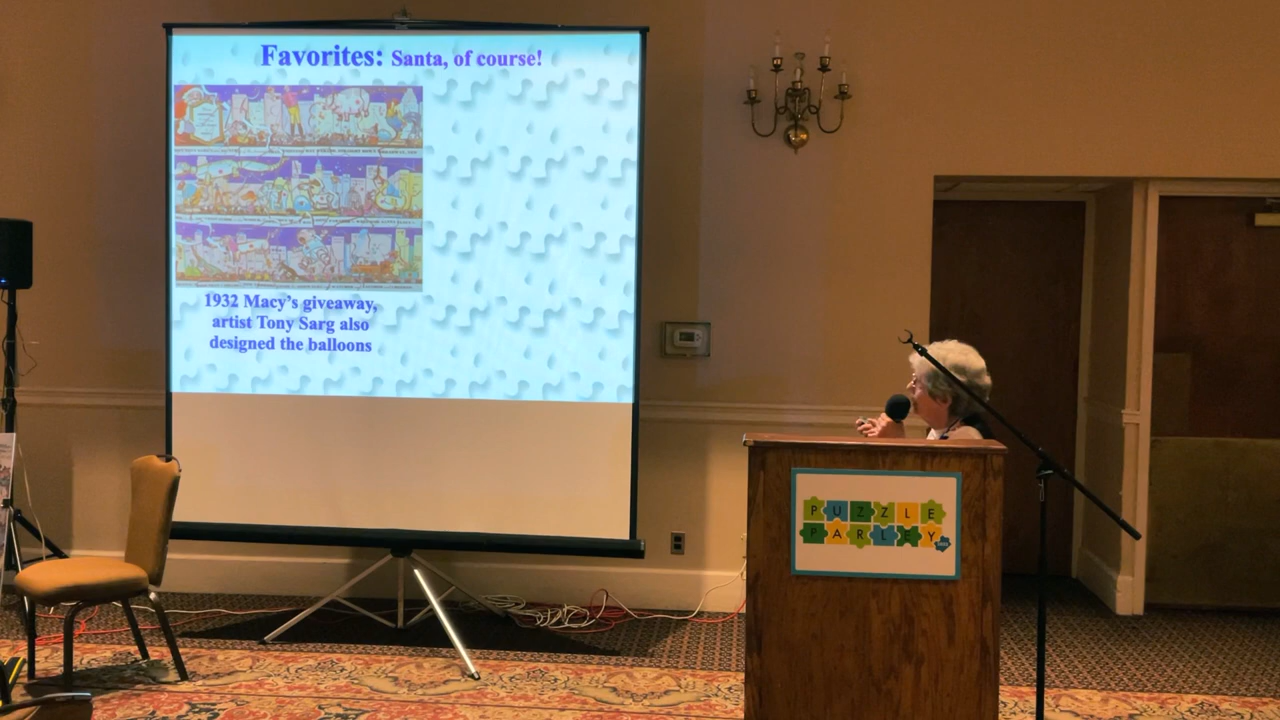 Favorites: Santa, of course!
1932 Macy's giveaway,
artist Tony Sarg also
designed the balloons
PUZZLE
PARLEY